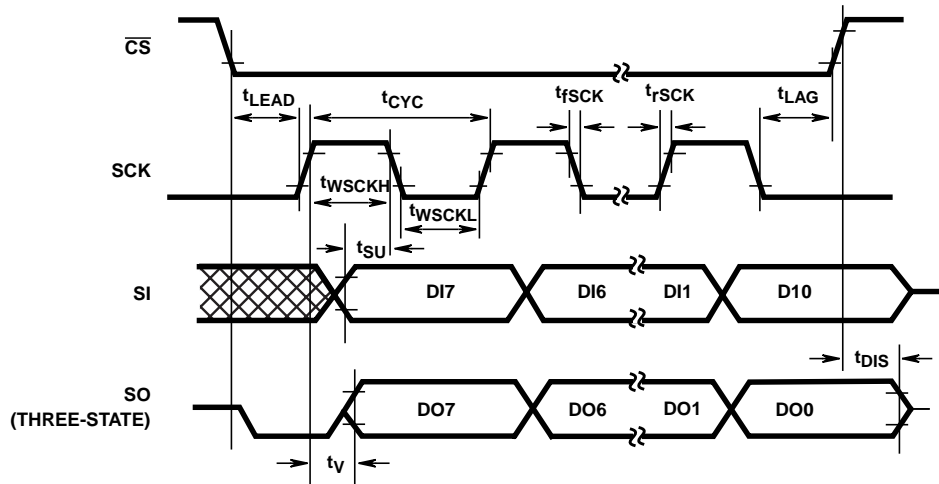 CS
tLEAD
tCYC
tfSCK
trSCK
tLAG
SCK
tWSCKH
tWSCKL
tSU
SI
DI7
DI6
DI1
D10
tDIS
SO
(THREE-STATE)
DO7
DO6
DO1
DO0
tV